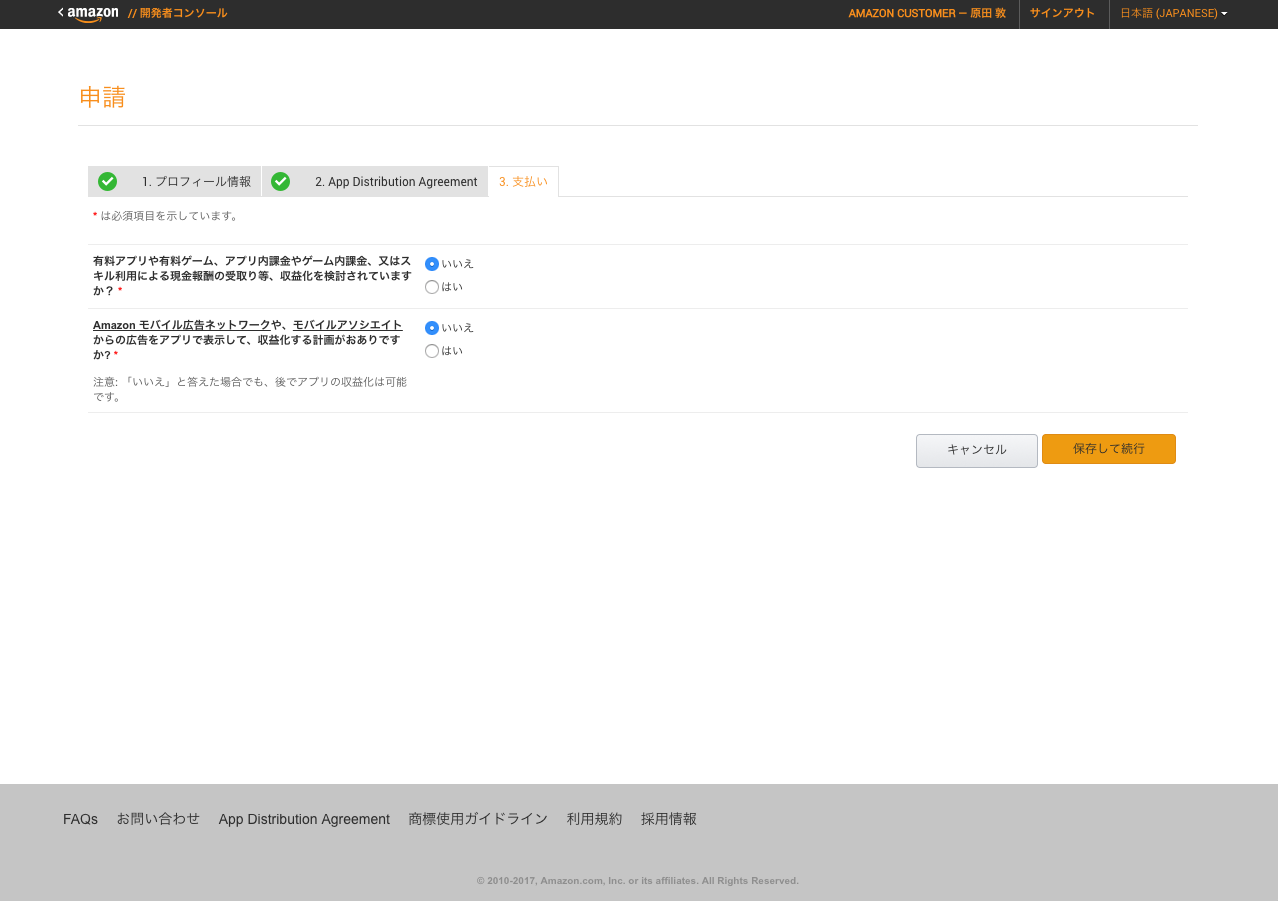 amazon // 開発者コンソール AMAZON CUSTOMER – 原田 敦 サインアウト 日本語 (JAPANESE)
申請
1. プロフィール情報 2. App Distribution Agreement 3. 支払い
* は必須項目を示しています。
有料アプリや有料ゲーム、アプリ内課金やゲーム内課金、又はス
キル利用による現金報酬の受取り等、収益化を検討されています
か? *
いいえ
はい
Amazon モバイル広告ネットワークや、モバイルアソシエイト
からの広告をアプリで表示して、収益化する計画がおありです
か? *
いいえ
はい
注意: 「いいえ」と答えた場合でも、後でアプリの収益化は可能
です。
キャンセル 保存して続行
FAQs お問い合わせ App Distribution Agreement 商標使用ガイドライン 利用規約 採用情報
© 2010-2017, Amazon.com, Inc. or its affiliates. All Rights Reserved.